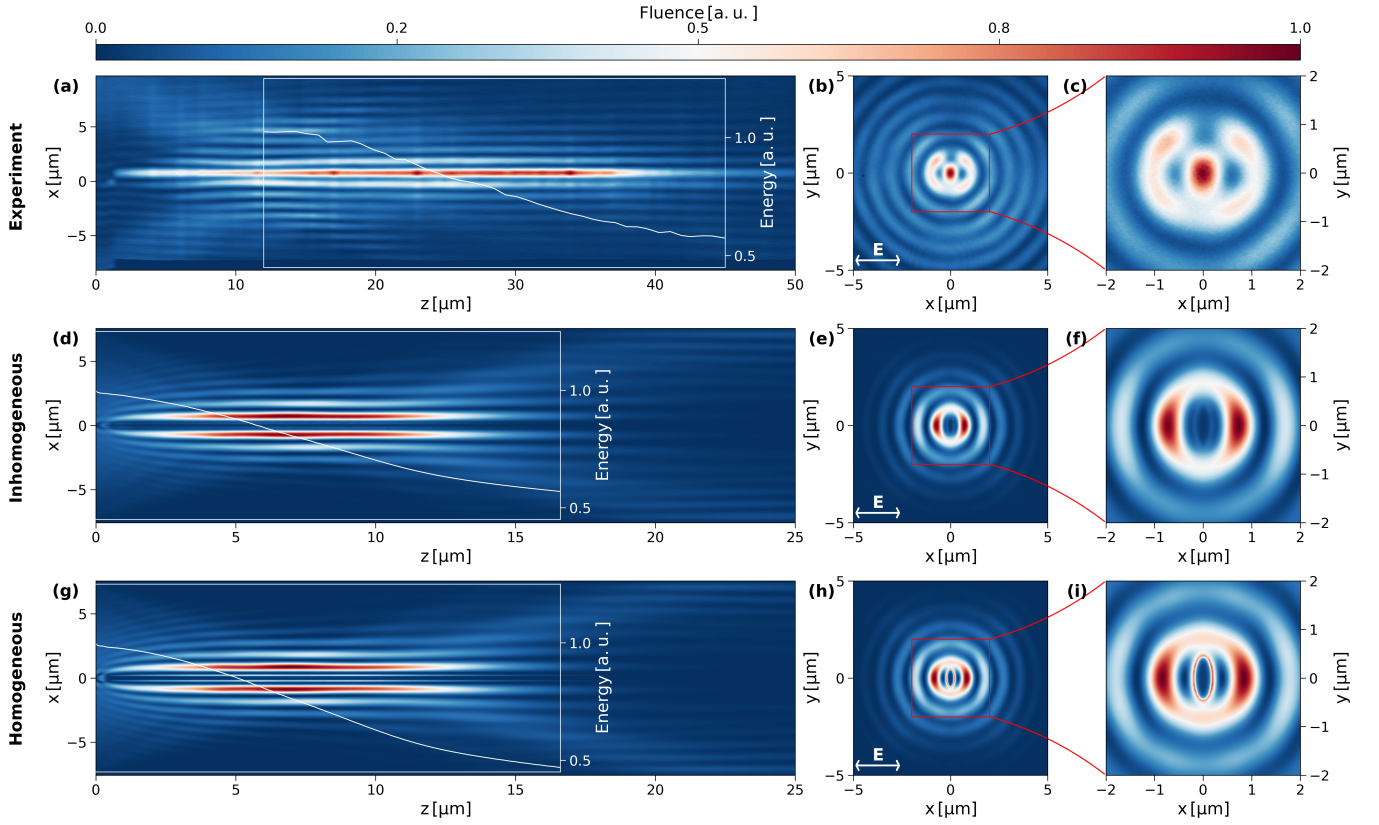 Fluence [a. u. ]
0.0 0.2 0.5 0.8 1.0
Experiment
(a)
x [μm]
5
0
−5
1.0
0.5
Energy [a. u. ]
0 10 20 30 40 50
z [μm]
(b)
y [μm]
5
0
−5
E
−5 0 5
x [μm]
(c)
2
1
0
−1
−2
y [μm]
−2 −1 0 1 2
x [μm]
Inhomogeneous
(d)
x [μm]
5
0
−5
1.0
0.5
Energy [a. u. ]
0 5 10 15 20 25
z [μm]
(e)
y [μm]
5
0
−5
E
−5 0 5
x [μm]
(f)
2
1
0
−1
−2
y [μm]
−2 −1 0 1 2
x [μm]
Homogeneous
(g)
x [μm]
5
0
−5
1.0
0.5
Energy [a. u. ]
0 5 10 15 20 25
z [μm]
(h)
y [μm]
5
0
−5
E
−5 0 5
x [μm]
(i)
2
1
0
−1
−2
y [μm]
−2 −1 0 1 2
x [μm]